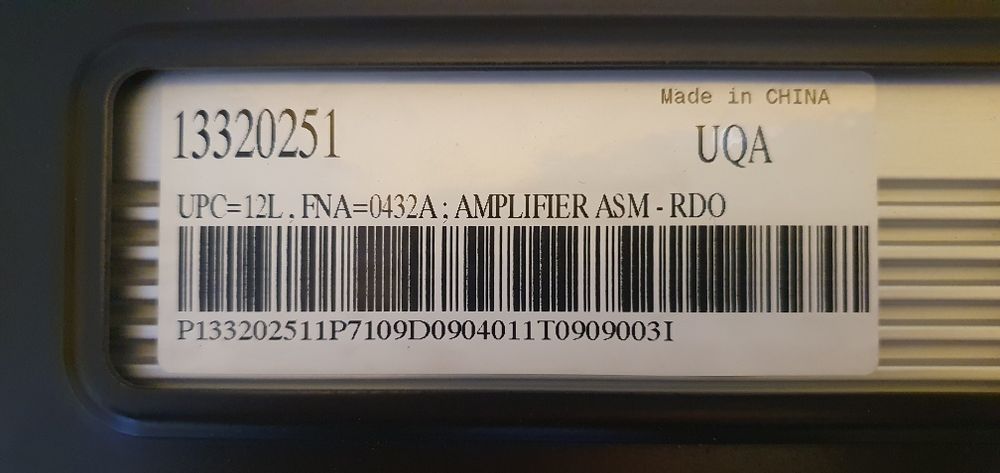 Made in CHINA
13320251
UQA
UPC=12L , FNA=0432A ; AMPLIFIER ASM - RDO
P133202511P7109D0904011T0909003I